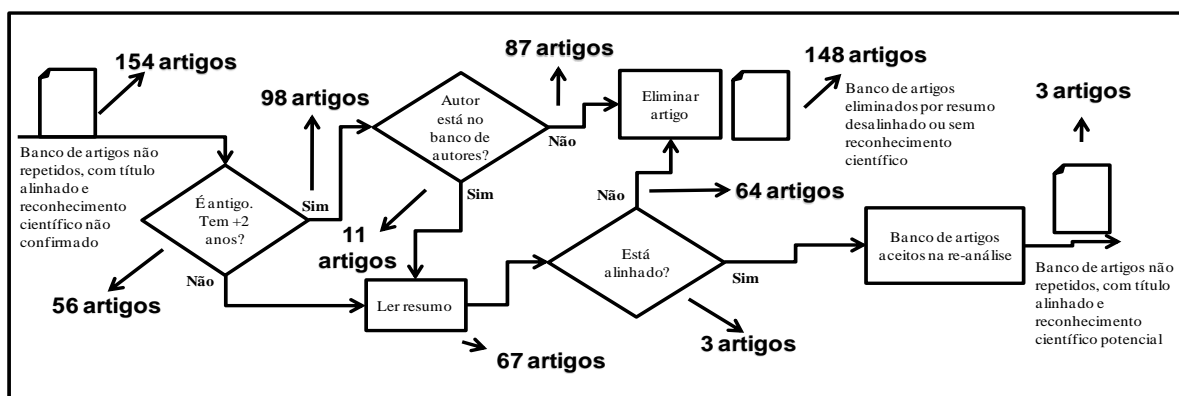 154 artigos
Banco de artigos não
repetidos, com título
alinhado e
reconhecimento
científico não
confirmado
É antigo.
Tem +2
anos?
Sim
98 artigos
Não
56 artigos
Autor
está no
banco de
autores?
Não
87 artigos
Sim
11
artigos
Eliminar
artigo
148 artigos
Banco de artigos
eliminados por resumo
desalinhado ou sem
reconhecimento
científico
Ler resumo
67 artigos
Está
alinhado?
Não
64 artigos
Sim
3 artigos
Banco de artigos
aceitos na re-análise
3 artigos
Banco de artigos não
repetidos, com título
alinhado e
reconhecimento
científico potencial